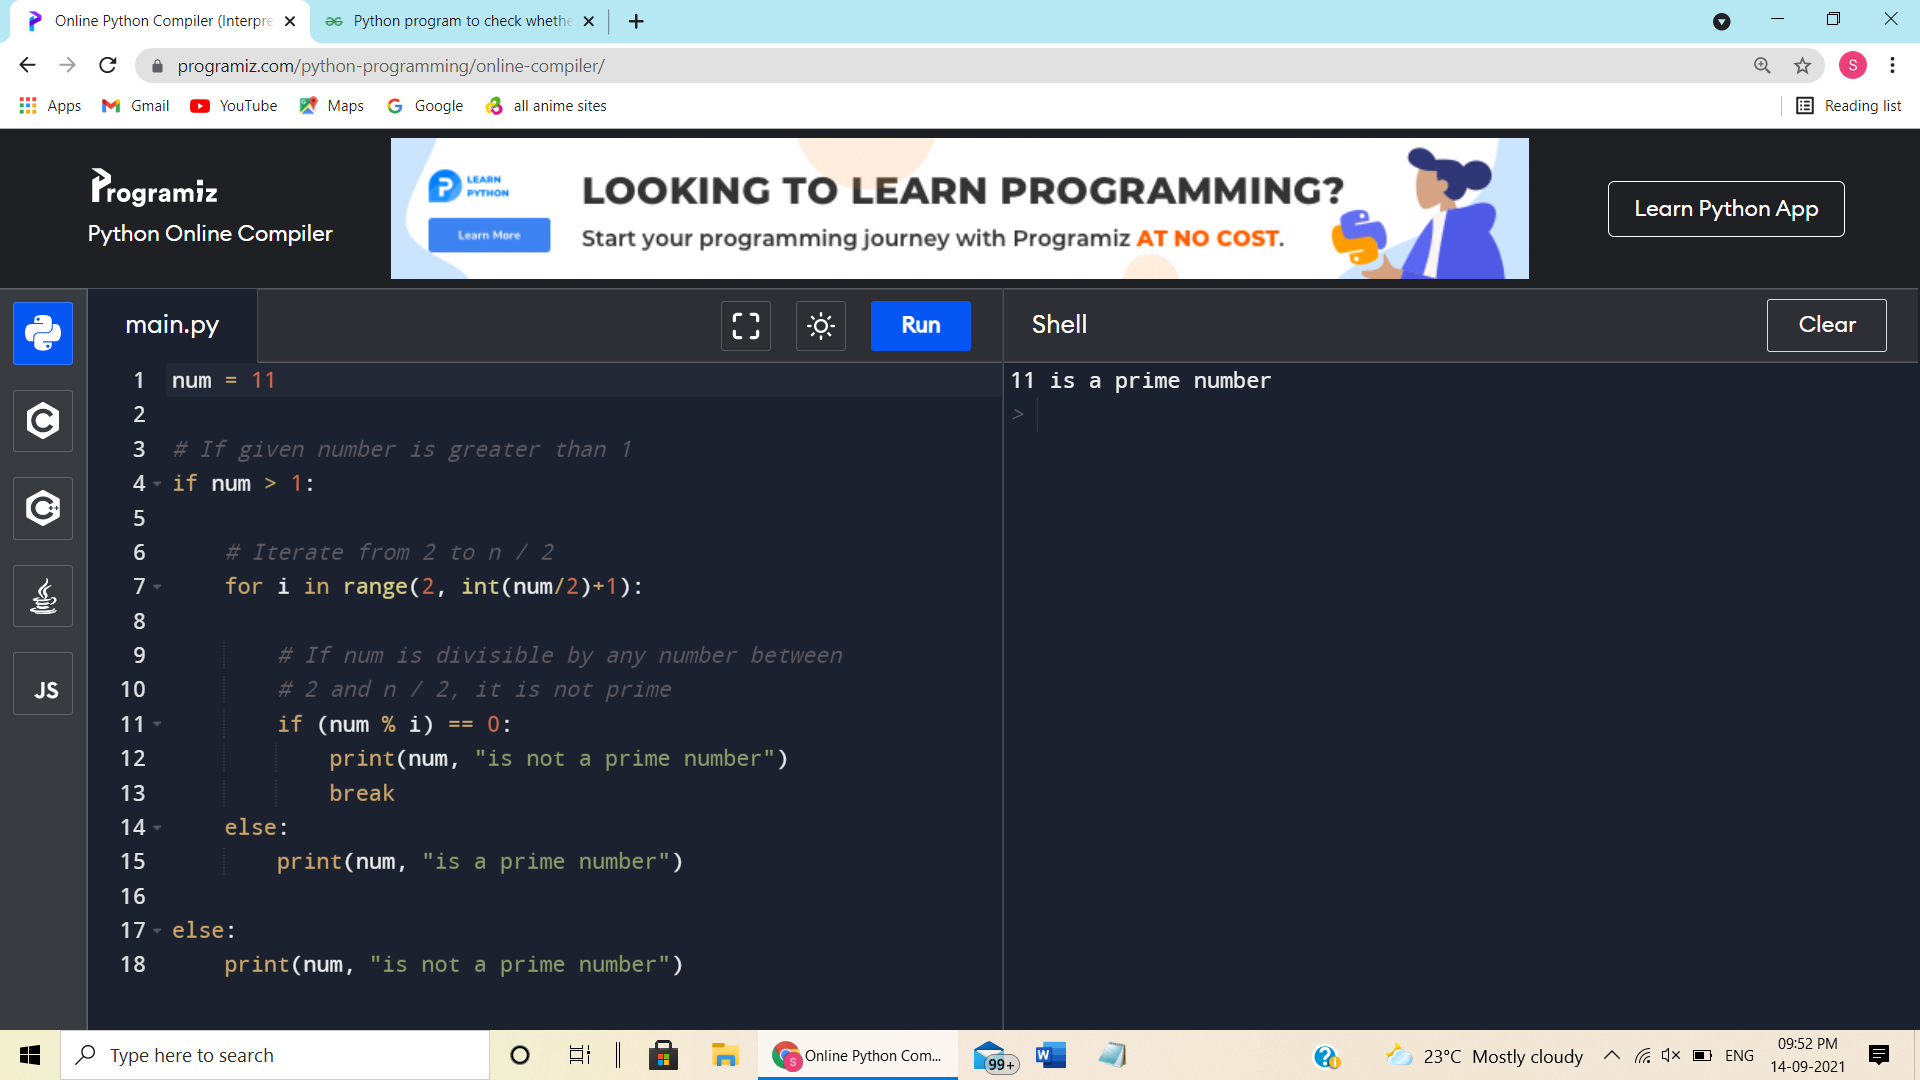 Online Python Compiler (Interpre
Python program to check wheth
programiz.com/python-programming/online-compiler/
S
Apps
Gmail
YouTube
Maps
Google
all anime sites
Reading list
Programiz
Python Online Compiler
LEARN
PYTHON
Learn More
LOOKING TO LEARN PROGRAMMING?
Start your programming journey with Programiz AT NO COST.
Learn Python App
main.py
Run
Shell
Clear
JS
1 num = 11
2
3 # If given number is greater than 1
4 if num > 1:
5
6 # Iterate from 2 to n / 2
7 for i in range(2, int(num/2)+1):
8
9 # If num is divisible by any number between
10 # 2 and n / 2, it is not prime
11 if (num % i) == 0:
12 print(num, "is not a prime number")
13 break
14 else:
15 print(num, "is a prime number")
16
17 else:
18 print(num, "is not a prime number")
11 is a prime number
>
Type here to search
Online Python Com...
99+
23°C Mostly cloudy
ENG
09:52 PM
14-09-2021